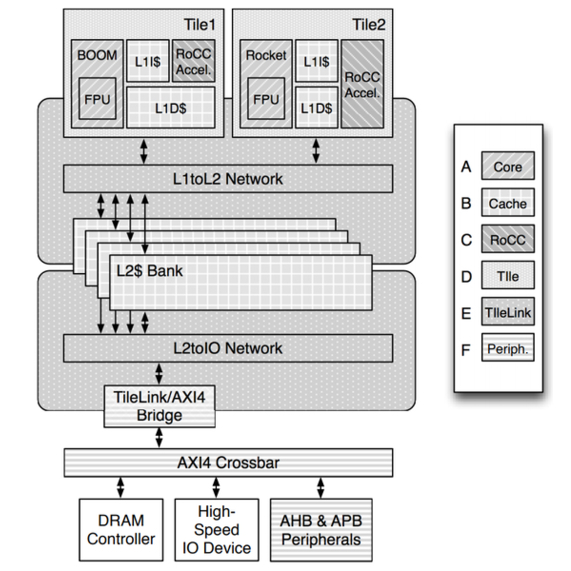 Tile1
Tile2
BOOM
FPU
L1I$
RoCC
Accel.
L1D$
Rocket
FPU
L1I$
L1D$
RoCC
Accel.
L1toL2 Network
L2$ Bank
L2toIO Network
TileLink/AXI4
Bridge
AXI4 Crossbar
DRAM
Controller
High-
Speed
IO Device
AHB & APB
Peripherals
A Core
B Cache
C RoCC
D TIle
E TIleLink
F Periph.